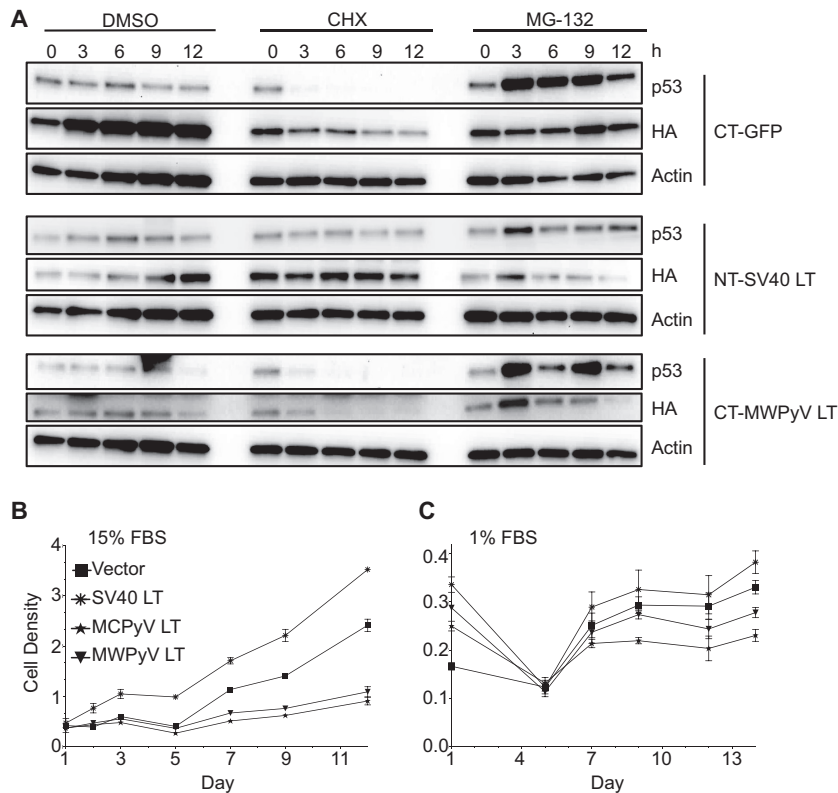 A
DMSO CHX MG-132
0 3 6 9 12 0 3 6 9 12 0 3 6 9 12 h
p53
HA CT-GFP
Actin
p53
HA NT-SV40 LT
Actin
p53
HA CT-MWPyV LT
Actin
B C
15% FBS 1% FBS
Vector
SV40 LT
MCPyV LT
MWPyV LT
Cell Density
4
3
2
1
0
1 3 5 7 9 11
Day
0.4
0.3
0.2
0.1
0.0
1 4 7 10 13
Day